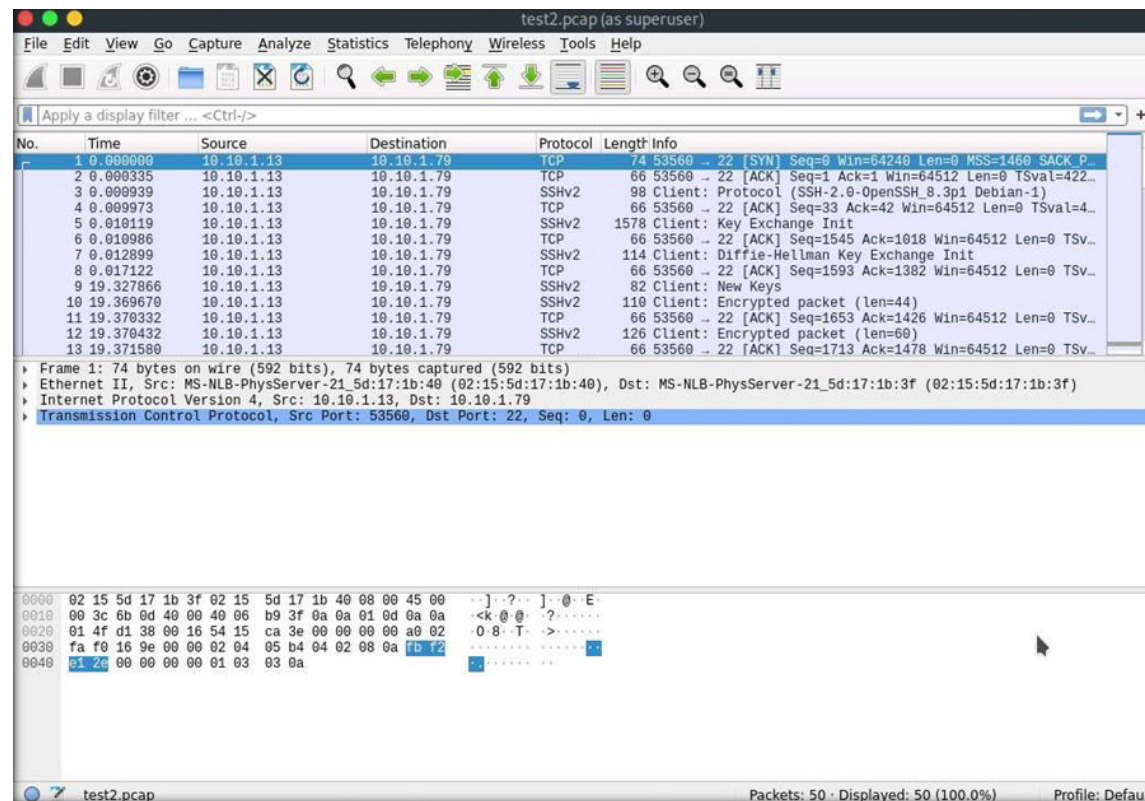 test2.pcap (as superuser)
File Edit View Go Capture Analyze Statistics Telephony Wireless Tools Help
Apply a display filter ... <Ctrl-/>
No. Time Source Destination Protocol Length Info
1 0.000000 10.10.1.13 10.10.1.79 TCP 74 53560 → 22 [SYN] Seq=0 Win=64240 Len=0 MSS=1460 SACK_P…
2 0.000335 10.10.1.13 10.10.1.79 TCP 66 53560 → 22 [ACK] Seq=1 Ack=1 Win=64512 Len=0 TSval=422…
3 0.000939 10.10.1.13 10.10.1.79 SSHv2 98 Client: Protocol (SSH-2.0-OpenSSH_8.3p1 Debian-1)
4 0.009973 10.10.1.13 10.10.1.79 TCP 66 53560 → 22 [ACK] Seq=33 Ack=42 Win=64512 Len=0 TSval=4…
5 0.010119 10.10.1.13 10.10.1.79 SSHv2 1578 Client: Key Exchange Init
6 0.010986 10.10.1.13 10.10.1.79 TCP 66 53560 → 22 [ACK] Seq=1545 Ack=1018 Win=64512 Len=0 TSv…
7 0.012899 10.10.1.13 10.10.1.79 SSHv2 114 Client: Diffie-Hellman Key Exchange Init
8 0.017122 10.10.1.13 10.10.1.79 TCP 66 53560 → 22 [ACK] Seq=1593 Ack=1382 Win=64512 Len=0 TSv…
9 19.327866 10.10.1.13 10.10.1.79 SSHv2 82 Client: New Keys
10 19.369670 10.10.1.13 10.10.1.79 SSHv2 110 Client: Encrypted packet (len=44)
11 19.370332 10.10.1.13 10.10.1.79 TCP 66 53560 → 22 [ACK] Seq=1653 Ack=1426 Win=64512 Len=0 TSv…
12 19.370432 10.10.1.13 10.10.1.79 SSHv2 126 Client: Encrypted packet (len=60)
13 19.371580 10.10.1.13 10.10.1.79 TCP 66 53560 → 22 [ACK] Seq=1713 Ack=1478 Win=64512 Len=0 TSv…
Frame 1: 74 bytes on wire (592 bits), 74 bytes captured (592 bits)
Ethernet II, Src: MS-NLB-PhysServer-21_5d:17:1b:40 (02:15:5d:17:1b:40), Dst: MS-NLB-PhysServer-21_5d:17:1b:3f (02:15:5d:17:1b:3f)
Internet Protocol Version 4, Src: 10.10.1.13, Dst: 10.10.1.79
Transmission Control Protocol, Src Port: 53560, Dst Port: 22, Seq: 0, Len: 0
0000 02 15 5d 17 1b 3f 02 15 5d 17 1b 40 08 00 45 00 ··]··?·· ]··@··E·
0010 00 3c 6b 0d 40 00 40 06 b9 3f 0a 0a 01 0d 0a 0a ·<k·@·@· ·?······
0020 01 4f d1 38 00 16 54 15 ca 3e 00 00 00 00 a0 02 ·O·8··T· ·>······
0030 fa f0 16 9e 00 00 02 04 05 b4 04 02 08 0a fb f2 ········ ········
0040 e1 2e 00 00 00 00 01 03 03 0a ·.······ ··
test2.pcap Packets: 50 · Displayed: 50 (100.0%) Profile: Defau